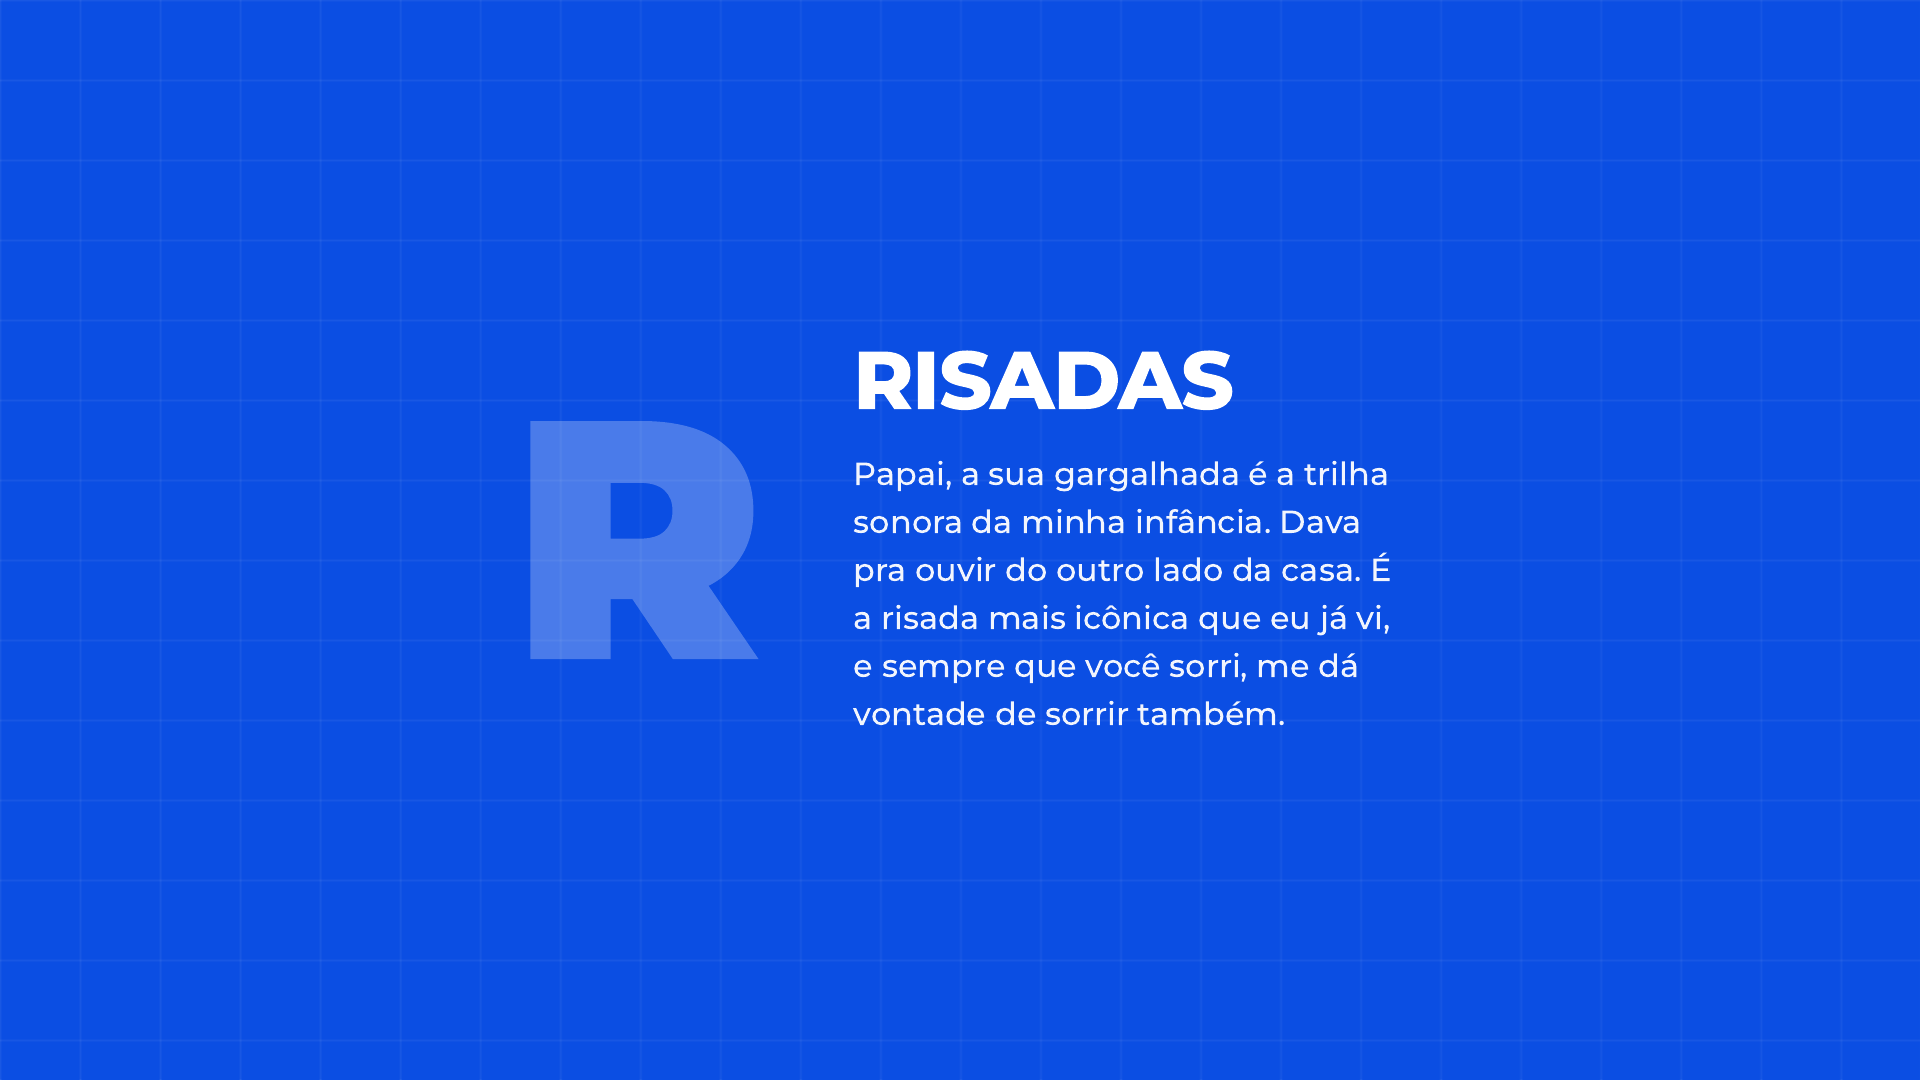 R
RISADAS
Papai, a sua gargalhada é a trilha
sonora da minha infância. Dava
pra ouvir do outro lado da casa. É
a risada mais icônica que eu já vi,
e sempre que você sorri, me dá
vontade de sorrir também.